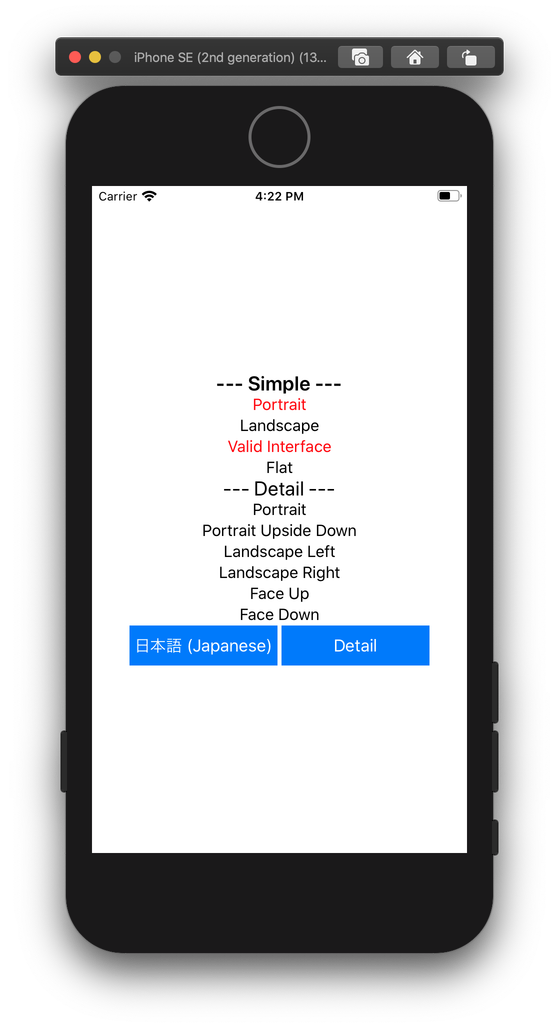 iPhone SE (2nd generation) (13...
Carrier 4:22 PM
--- Simple ---
Portrait
Landscape
Valid Interface
Flat
--- Detail ---
Portrait
Portrait Upside Down
Landscape Left
Landscape Right
Face Up
Face Down
日本語 (Japanese) Detail